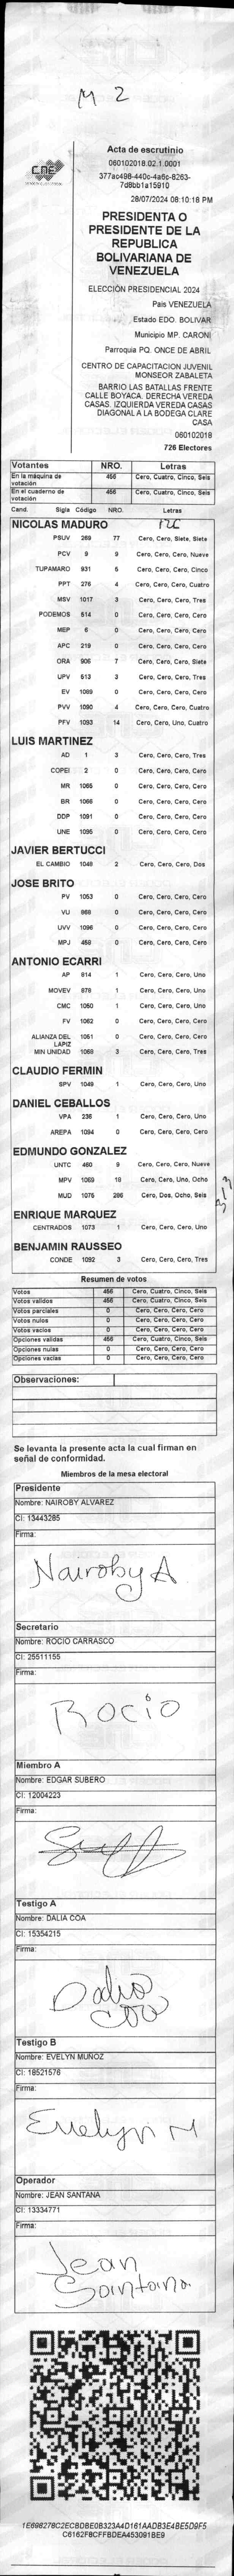 M 2
CNE
Acta de escrutinio
060102018.02.1.0001
377ac498-440c-4a6c-8263-
7d8bb1a15910
28/07/2024 08:10:18 PM
PRESIDENTA O
PRESIDENTE DE LA
REPUBLICA
BOLIVARIANA DE
VENEZUELA
ELECCIÓN PRESIDENCIAL 2024
Pais VENEZUELA
Estado EDO. BOLIVAR
Municipio MP. CARONI
Parroquia PQ. ONCE DE ABRIL
CENTRO DE CAPACITACION JUVENIL
MONSEOR ZABALETA
BARRIO LAS BATALLAS FRENTE
CALLE BOYACA. DERECHA VEREDA
CASAS. IZQUIERDA VEREDA CASAS
DIAGONAL A LA BODEGA CLARE
CASA
060102018
726 Electores
Votantes NRO. Letras
En la máquina de votación 456 Cero, Cuatro, Cinco, Seis
En el cuaderno de votación 456 Cero, Cuatro, Cinco, Seis
Cand. Sigla Código NRO. Letras
NICOLAS MADURO
PSUV 269 77 Cero, Cero, Siete, Siete
PCV 9 9 Cero, Cero, Cero, Nueve
TUPAMARO 931 5 Cero, Cero, Cero, Cinco
PPT 276 4 Cero, Cero, Cero, Cuatro
MSV 1017 3 Cero, Cero, Cero, Tres
PODEMOS 514 0 Cero, Cero, Cero, Cero
MEP 6 0 Cero, Cero, Cero, Cero
APC 219 0 Cero, Cero, Cero, Cero
ORA 906 7 Cero, Cero, Cero, Siete
UPV 513 3 Cero, Cero, Cero, Tres
EV 1089 0 Cero, Cero, Cero, Cero
PVV 1090 4 Cero, Cero, Cero, Cuatro
PFV 1093 14 Cero, Cero, Uno, Cuatro
LUIS MARTINEZ
AD 1 3 Cero, Cero, Cero, Tres
COPEI 2 0 Cero, Cero, Cero, Cero
MR 1065 0 Cero, Cero, Cero, Cero
BR 1066 0 Cero, Cero, Cero, Cero
DDP 1091 0 Cero, Cero, Cero, Cero
UNE 1095 0 Cero, Cero, Cero, Cero
JAVIER BERTUCCI
EL CAMBIO 1048 2 Cero, Cero, Cero, Dos
JOSE BRITO
PV 1053 0 Cero, Cero, Cero, Cero
VU 868 0 Cero, Cero, Cero, Cero
UVV 1096 0 Cero, Cero, Cero, Cero
MPJ 458 0 Cero, Cero, Cero, Cero
ANTONIO ECARRI
AP 814 1 Cero, Cero, Cero, Uno
MOVEV 878 1 Cero, Cero, Cero, Uno
CMC 1050 1 Cero, Cero, Cero, Uno
FV 1062 0 Cero, Cero, Cero, Cero
ALIANZA DEL LAPIZ 1051 0 Cero, Cero, Cero, Cero
MIN UNIDAD 1068 3 Cero, Cero, Cero, Tres
CLAUDIO FERMIN
SPV 1049 1 Cero, Cero, Cero, Uno
DANIEL CEBALLOS
VPA 236 1 Cero, Cero, Cero, Uno
AREPA 1094 0 Cero, Cero, Cero, Cero
EDMUNDO GONZALEZ
UNTC 460 9 Cero, Cero, Cero, Nueve
MPV 1069 18 Cero, Cero, Uno, Ocho
MUD 1075 286 Cero, Dos, Ocho, Seis
313
ENRIQUE MARQUEZ
CENTRADOS 1073 1 Cero, Cero, Cero, Uno
BENJAMIN RAUSSEO
CONDE 1092 3 Cero, Cero, Cero, Tres
Resumen de votos
Votos 456 Cero, Cuatro, Cinco, Seis
Votos validos 456 Cero, Cuatro, Cinco, Seis
Votos parciales 0 Cero, Cero, Cero, Cero
Votos nulos 0 Cero, Cero, Cero, Cero
Votos vacios 0 Cero, Cero, Cero, Cero
Opciones validas 456 Cero, Cuatro, Cinco, Seis
Opciones nulas 0 Cero, Cero, Cero, Cero
Opciones vacias 0 Cero, Cero, Cero, Cero
Observaciones:
Se levanta la presente acta la cual firman en
señal de conformidad.
Miembros de la mesa electoral
Presidente
Nombre: NAIROBY ALVAREZ
CI: 13443285
Firma:
Nairoby A
Secretario
Nombre: ROCIO CARRASCO
CI: 25511155
Firma:
Rocio
Miembro A
Nombre: EDGAR SUBERO
CI: 12004223
Firma:
Testigo A
Nombre: DALIA COA
CI: 15354215
Firma:
Dalia
Coa
Testigo B
Nombre: EVELYN MUÑOZ
CI: 18521576
Firma:
Evelyn M
Operador
Nombre: JEAN SANTANA
CI: 13334771
Firma:
Jean
Santana
1E698278C2ECBDBE0B323A4D161AADB3E4BE5D9F5
C6162FBCFFBDEA453091BE9